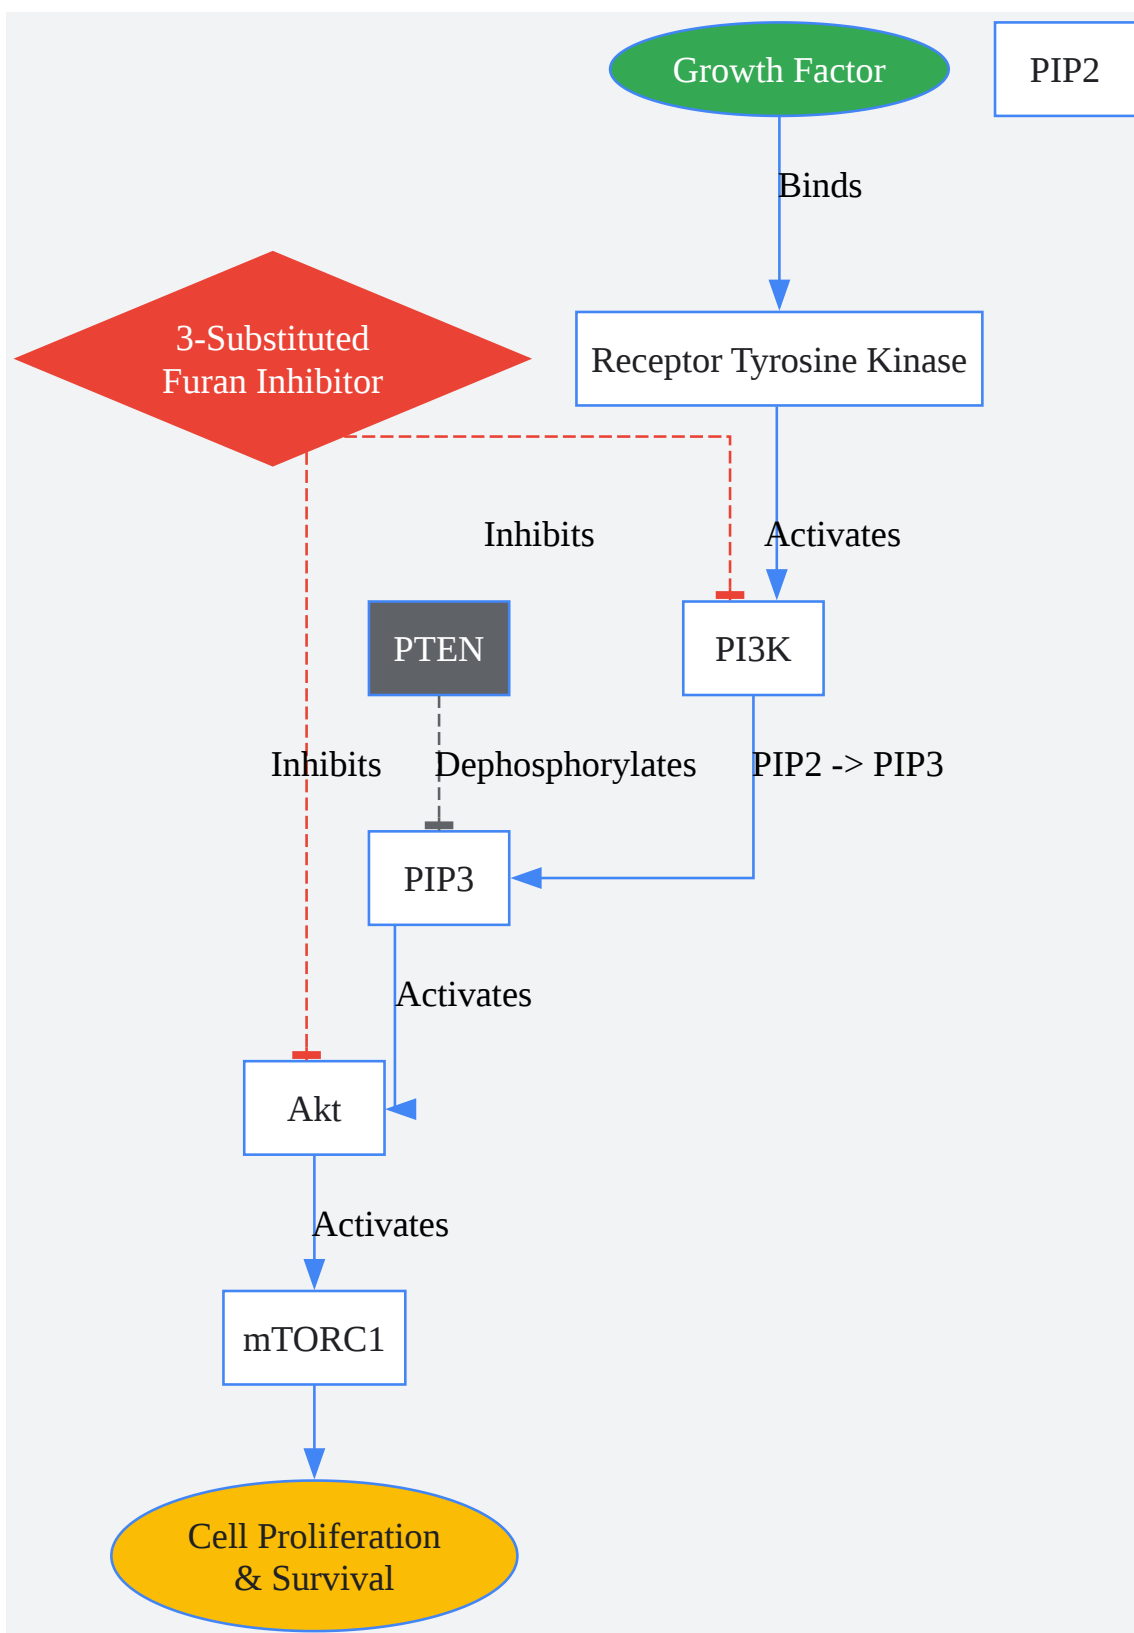 Growth Factor
PIP2
Binds
3-Substituted
Furan Inhibitor
Receptor Tyrosine Kinase
Inhibits
Activates
PTEN
PI3K
Inhibits
Dephosphorylates
PIP2 -> PIP3
PIP3
Activates
Akt
Activates
mTORC1
Cell Proliferation
& Survival